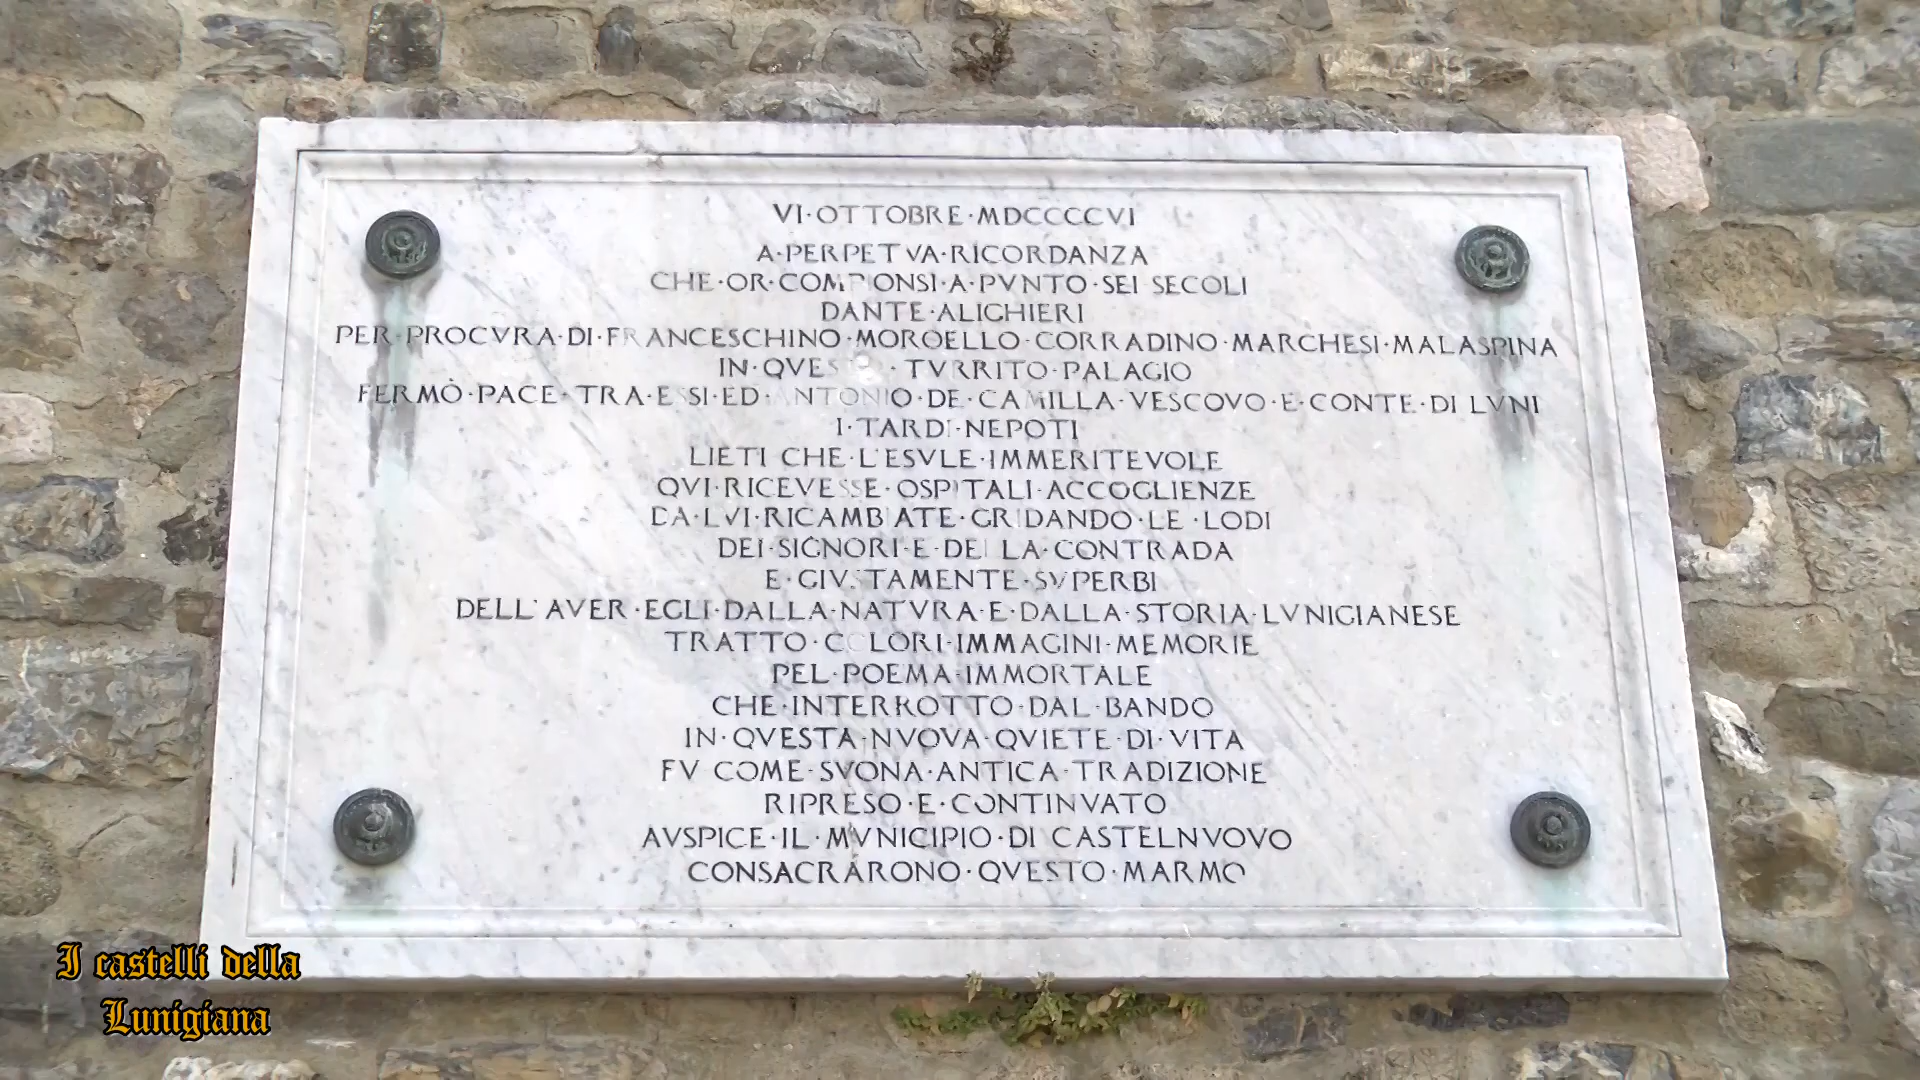 VI·OTTOBRE·MDCCCCVI
A·PERPETVA·RICORDANZA
CHE·OR·COMPIONSI·A·PVNTO·SEI SECOLI
DANTE·ALIGHIERI
PER·PROCVRA·DI·FRANCESCHINO·MOROELLO·CORRADINO·MARCHESI·MALASPINA
IN·QVESTO·TVRRITO·PALAGIO
FERMÒ·PACE·TRA·ESSI·ED·ANTONIO·DE·CAMILLA·VESCOVO·E·CONTE·DI LVNI
I·TARDI·NEPOTI
LIETI CHE·L'ESVLE·IMMERITEVOLE
QVI·RICEVESSE·OSPITALI·ACCOGLIENZE
DA·LVI·RICAMBIATE·GRIDANDO·LE·LODI
DEI·SIGNORI·E·DELLA·CONTRADA
E·GIVSTAMENTE·SVPERBI
DELL'AVER·EGLI·DALLA·NATVRA·E·DALLA·STORIA·LVNIGIANESE
TRATTO·COLORI·IMMAGINI·MEMORIE
PEL·POEMA·IMMORTALE
CHE·INTERROTTO·DAL·BANDO
IN·QVESTA·NVOVA·QVIETE·DI·VITA
FV COME·SVONA·ANTICA·TRADIZIONE
RIPRESO·E·CONTINVATO
AVSPICE·IL·MVNICIPIO·DI CASTELNVOVO
CONSACRARONO·QVESTO·MARMO
I castelli della
Lunigiana